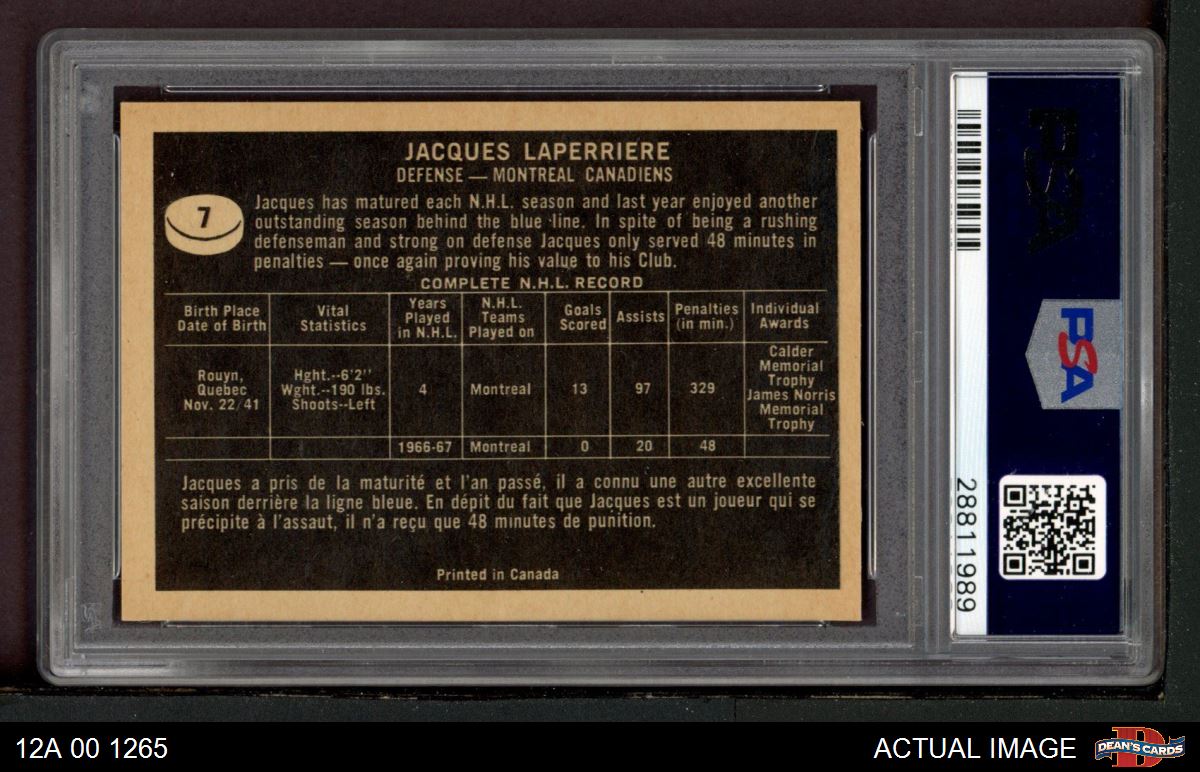 JACQUES LAPERRIERE
DEFENSE — MONTREAL CANADIENS
7
Jacques has matured each N.H.L. season and last year enjoyed another
outstanding season behind the blue line. In spite of being a rushing
defenseman and strong on defense Jacques only served 48 minutes in
penalties — once again proving his value to his Club.
COMPLETE N.H.L. RECORD
Birth Place
Date of Birth
Vital
Statistics
Years
Played
in N.H.L.
N.H.L.
Teams
Played on
Goals
Scored
Assists
Penalties
(in min.)
Individual
Awards
Rouyn,
Quebec
Nov. 22/41
Hght.--6'2''
Wght.--190 lbs.
Shoots--Left
4
Montreal
13
97
329
Calder
Memorial
Trophy
James Norris
Memorial
Trophy
1966-67
Montreal
0
20
48
Jacques a pris de la maturité et l'an passé, il a connu une autre excellente
saison derrière la ligne bleue. En dépit du fait que Jacques est un joueur qui se
précipite à l'assaut, il n'a reçu que 48 minutes de punition.
Printed in Canada
PSA
PSA
28811989
12A 00 1265
ACTUAL IMAGE
DEAN'S CARDS